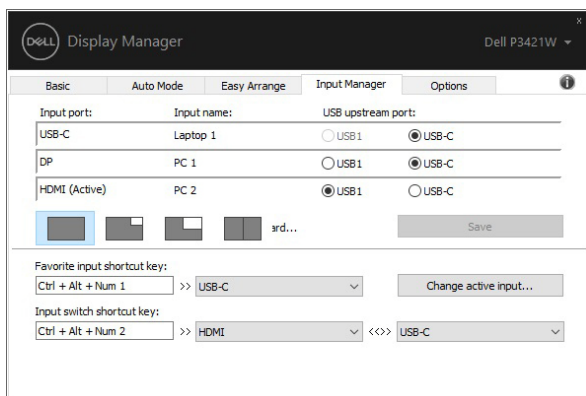 x
DELL Display Manager Dell P3421W
Basic Auto Mode Easy Arrange Input Manager Options i
Input port: Input name: USB upstream port:
USB-C Laptop 1 USB1 USB-C
DP PC 1 USB1 USB-C
HDMI (Active) PC 2 USB1 USB-C
ard... Save
Favorite input shortcut key:
Ctrl + Alt + Num 1 >> USB-C Change active input...
Input switch shortcut key:
Ctrl + Alt + Num 2 >> HDMI <<>> USB-C